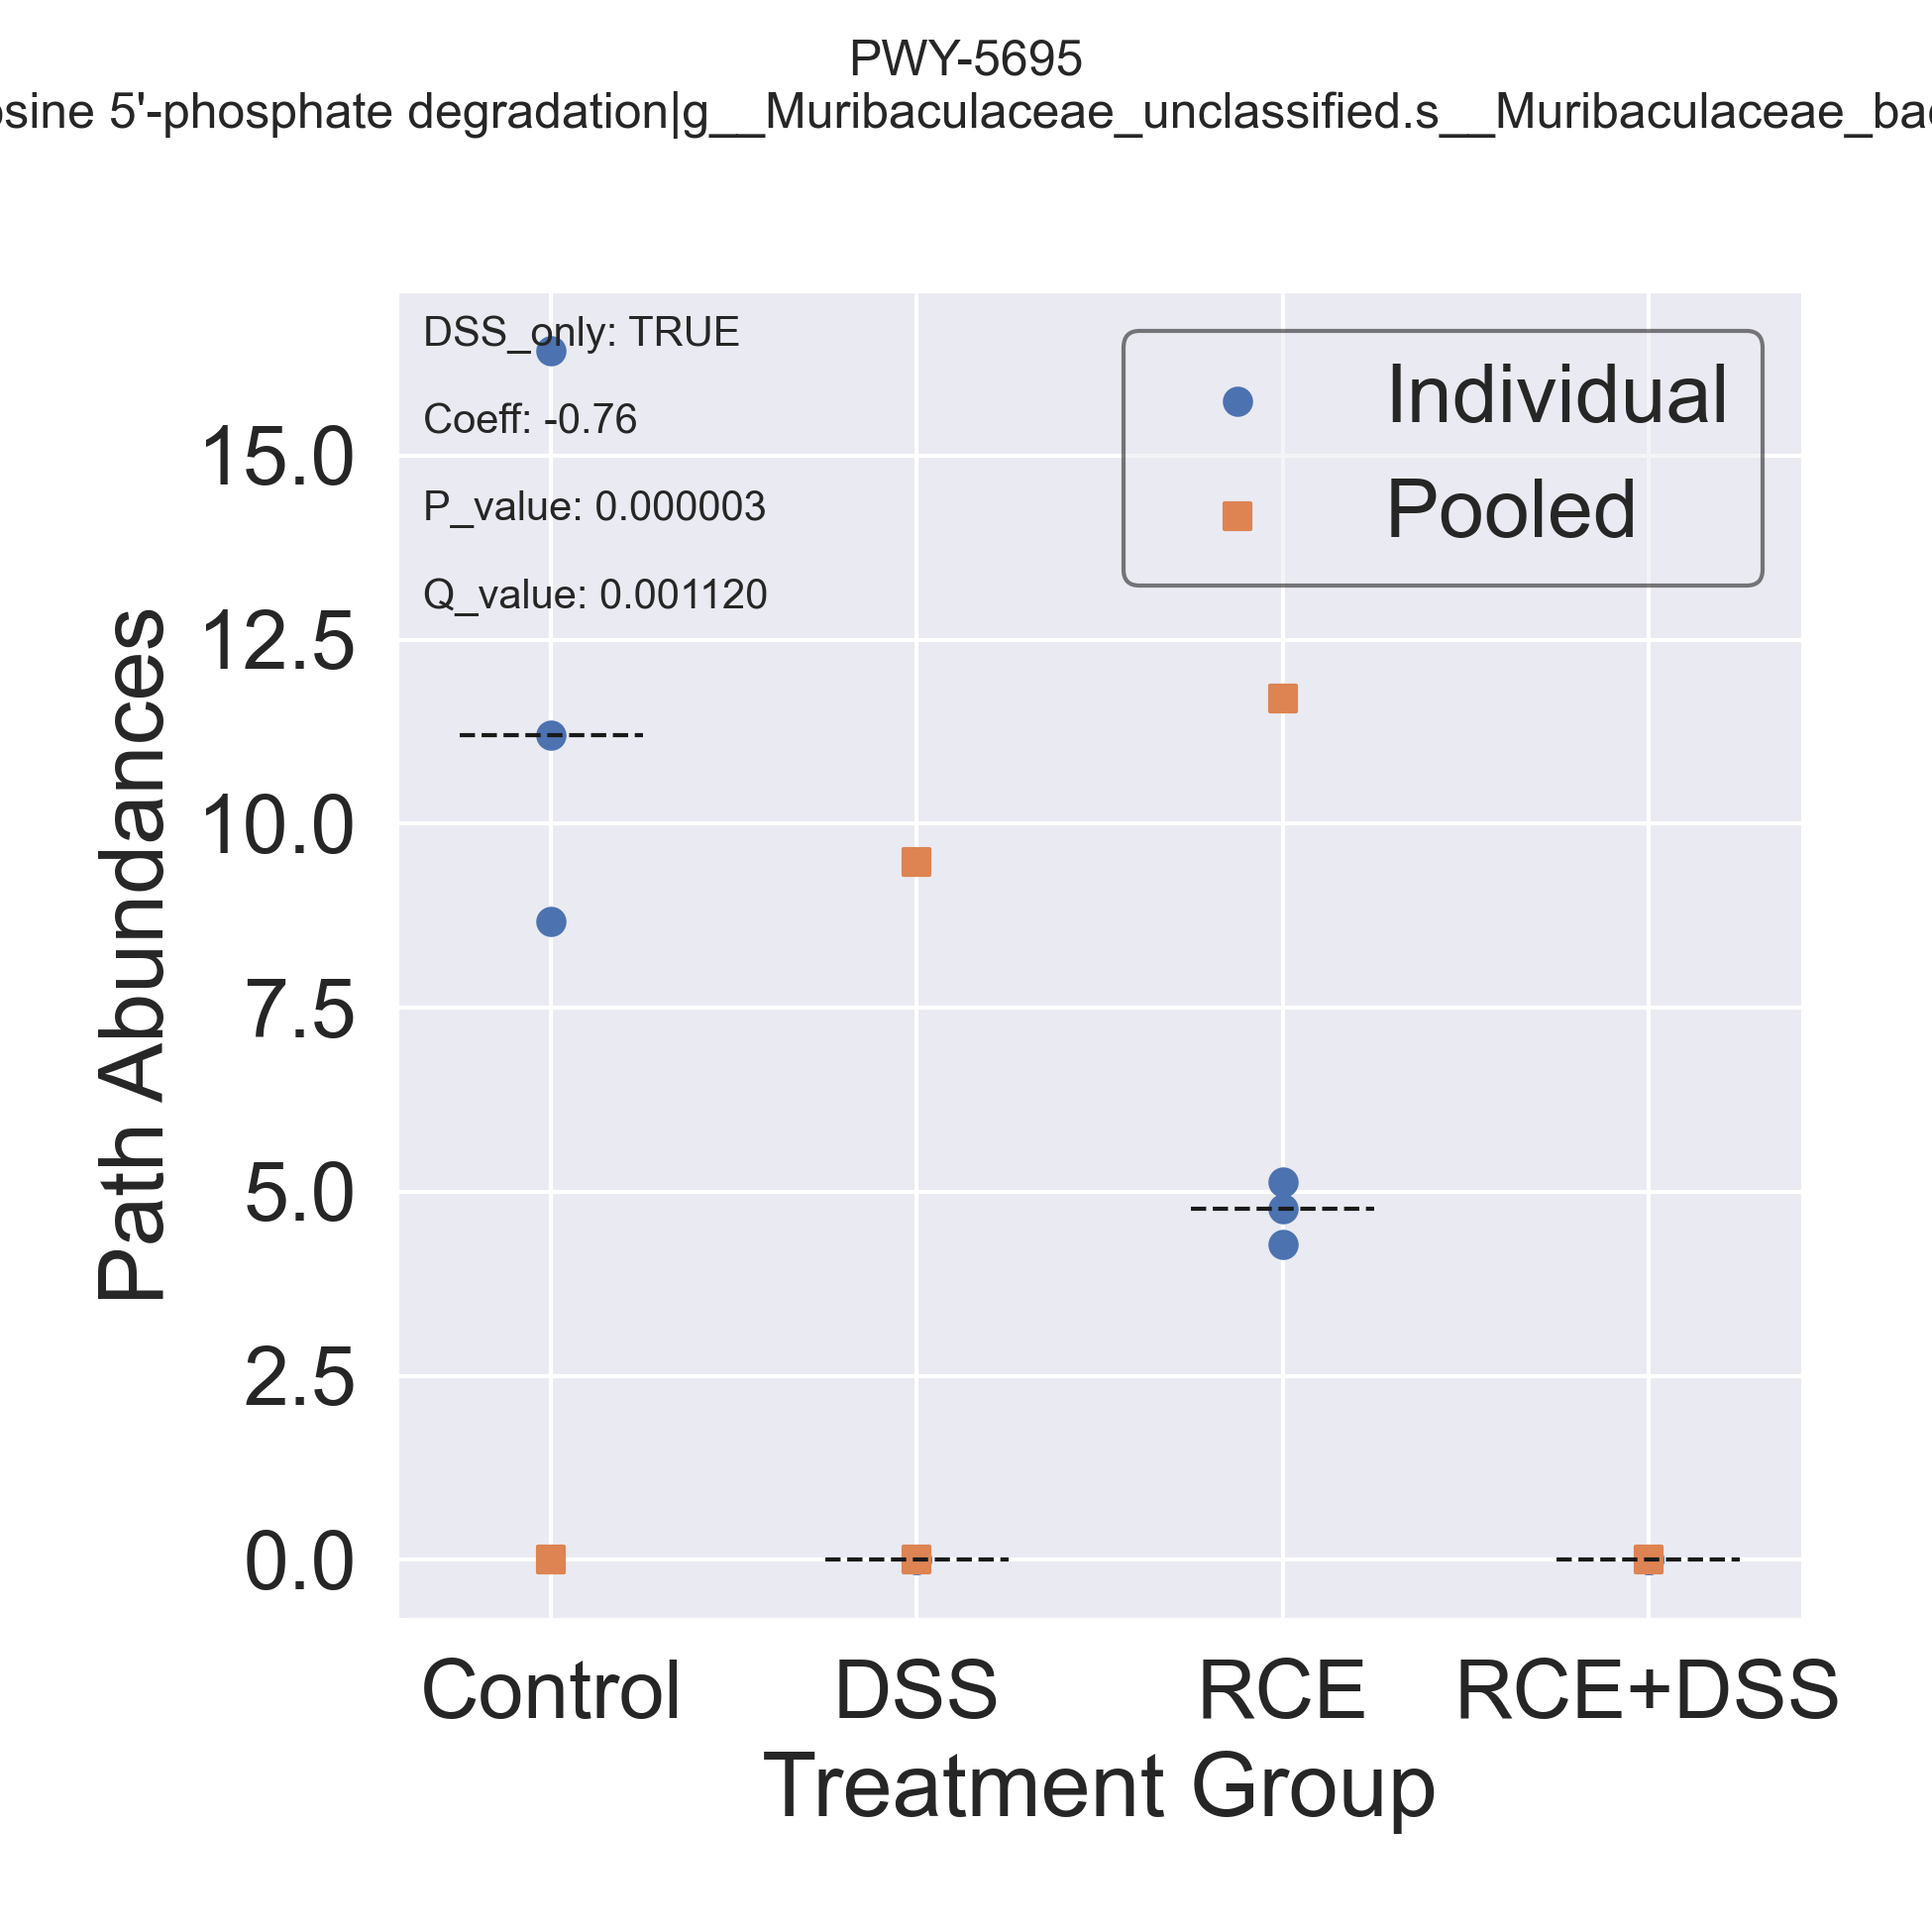 PWY-5695
osine 5'-phosphate degradation|g__Muribaculaceae_unclassified.s__Muribaculaceae_bac
DSS_only: TRUE
Coeff: -0.76
P_value: 0.000003
Q_value: 0.001120
Individual
Pooled
Path Abundances
15.0
12.5
10.0
7.5
5.0
2.5
0.0
Control DSS RCE RCE+DSS
Treatment Group